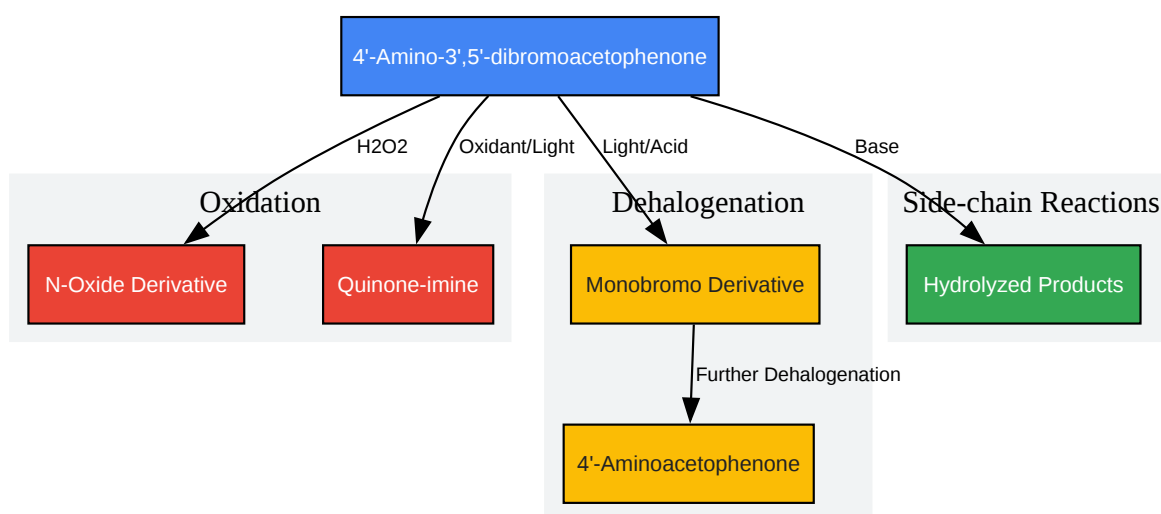 4'-Amino-3',5'-dibromoacetophenone
H2O2
Oxidant/Light
Light/Acid
Base
Oxidation
Dehalogenation
Side-chain Reactions
N-Oxide Derivative
Quinone-imine
Monobromo Derivative
Hydrolyzed Products
Further Dehalogenation
4'-Aminoacetophenone